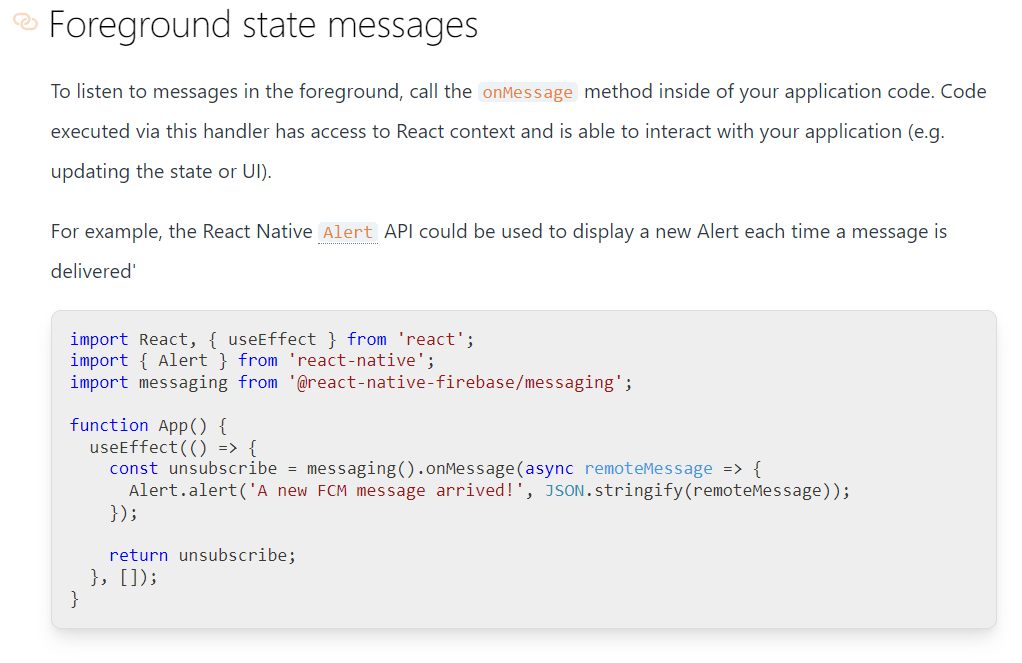 Foreground state messages
To listen to messages in the foreground, call the onMessage method inside of your application code. Code
executed via this handler has access to React context and is able to interact with your application (e.g.
updating the state or UI).
For example, the React Native Alert API could be used to display a new Alert each time a message is
delivered'
import React, { useEffect } from 'react';
import { Alert } from 'react-native';
import messaging from '@react-native-firebase/messaging';
function App() {
  useEffect(() => {
    const unsubscribe = messaging().onMessage(async remoteMessage => {
      Alert.alert('A new FCM message arrived!', JSON.stringify(remoteMessage));
    });
    return unsubscribe;
  }, []);
}